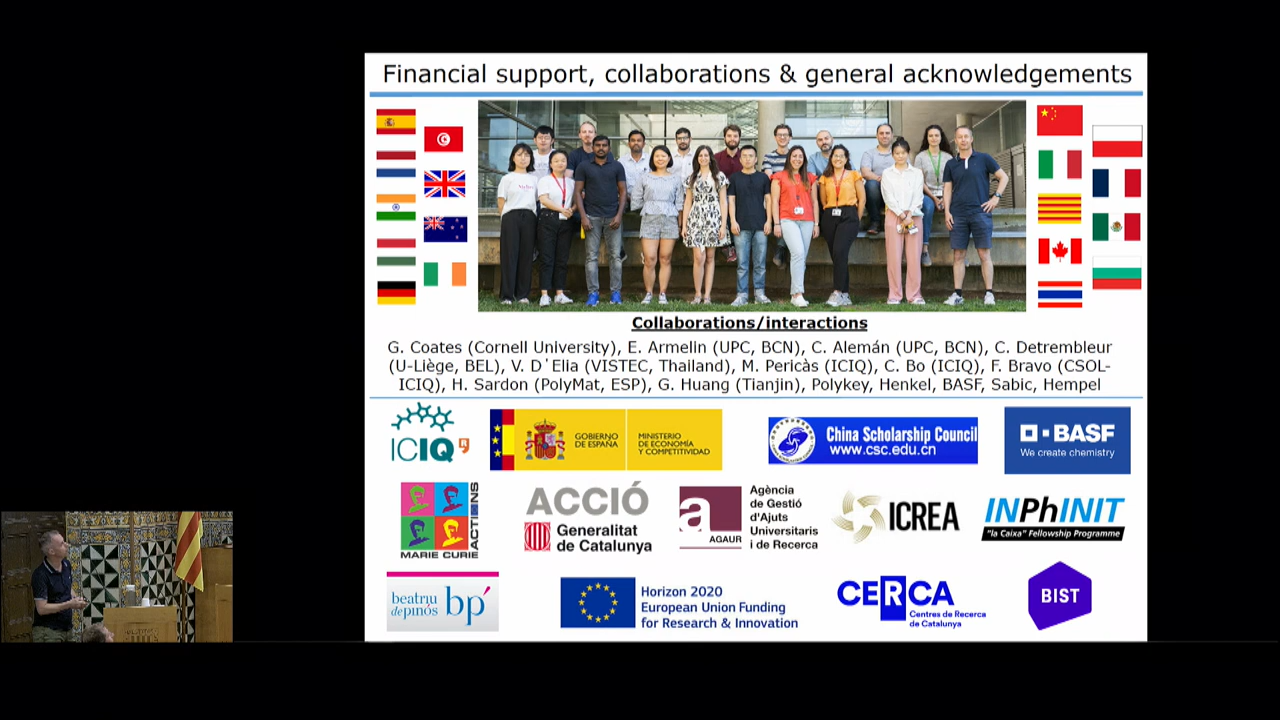 Financial support, collaborations & general acknowledgements
Collaborations/interactions
G. Coates (Cornell University), E. Armelin (UPC, BCN), C. Alemán (UPC, BCN), C. Detrembleur
(U-Liège, BEL), V. D'Elia (VISTEC, Thailand), M. Pericàs (ICIQ), C. Bo (ICIQ), F. Bravo (CSOL-
ICIQ), H. Sardon (PolyMat, ESP), G. Huang (Tianjin), Polykey, Henkel, BASF, Sabic, Hempel
ICIQ
GOBIERNO
DE ESPAÑA
MINISTERIO
DE ECONOMÍA
Y COMPETITIVIDAD
China Scholarship Council
www.csc.edu.cn
BASF
We create chemistry
MARIE CURIE
ACTIONS
ACCIÓ
Generalitat
de Catalunya
a
AGAUR
Agència
de Gestió
d'Ajuts
Universitaris
i de Recerca
ICREA
INPhINIT
"la Caixa" Fellowship Programme
beatriu
depinós
bp'
Horizon 2020
European Union Funding
for Research & Innovation
CERCA
Centres de Recerca
de Catalunya
BIST